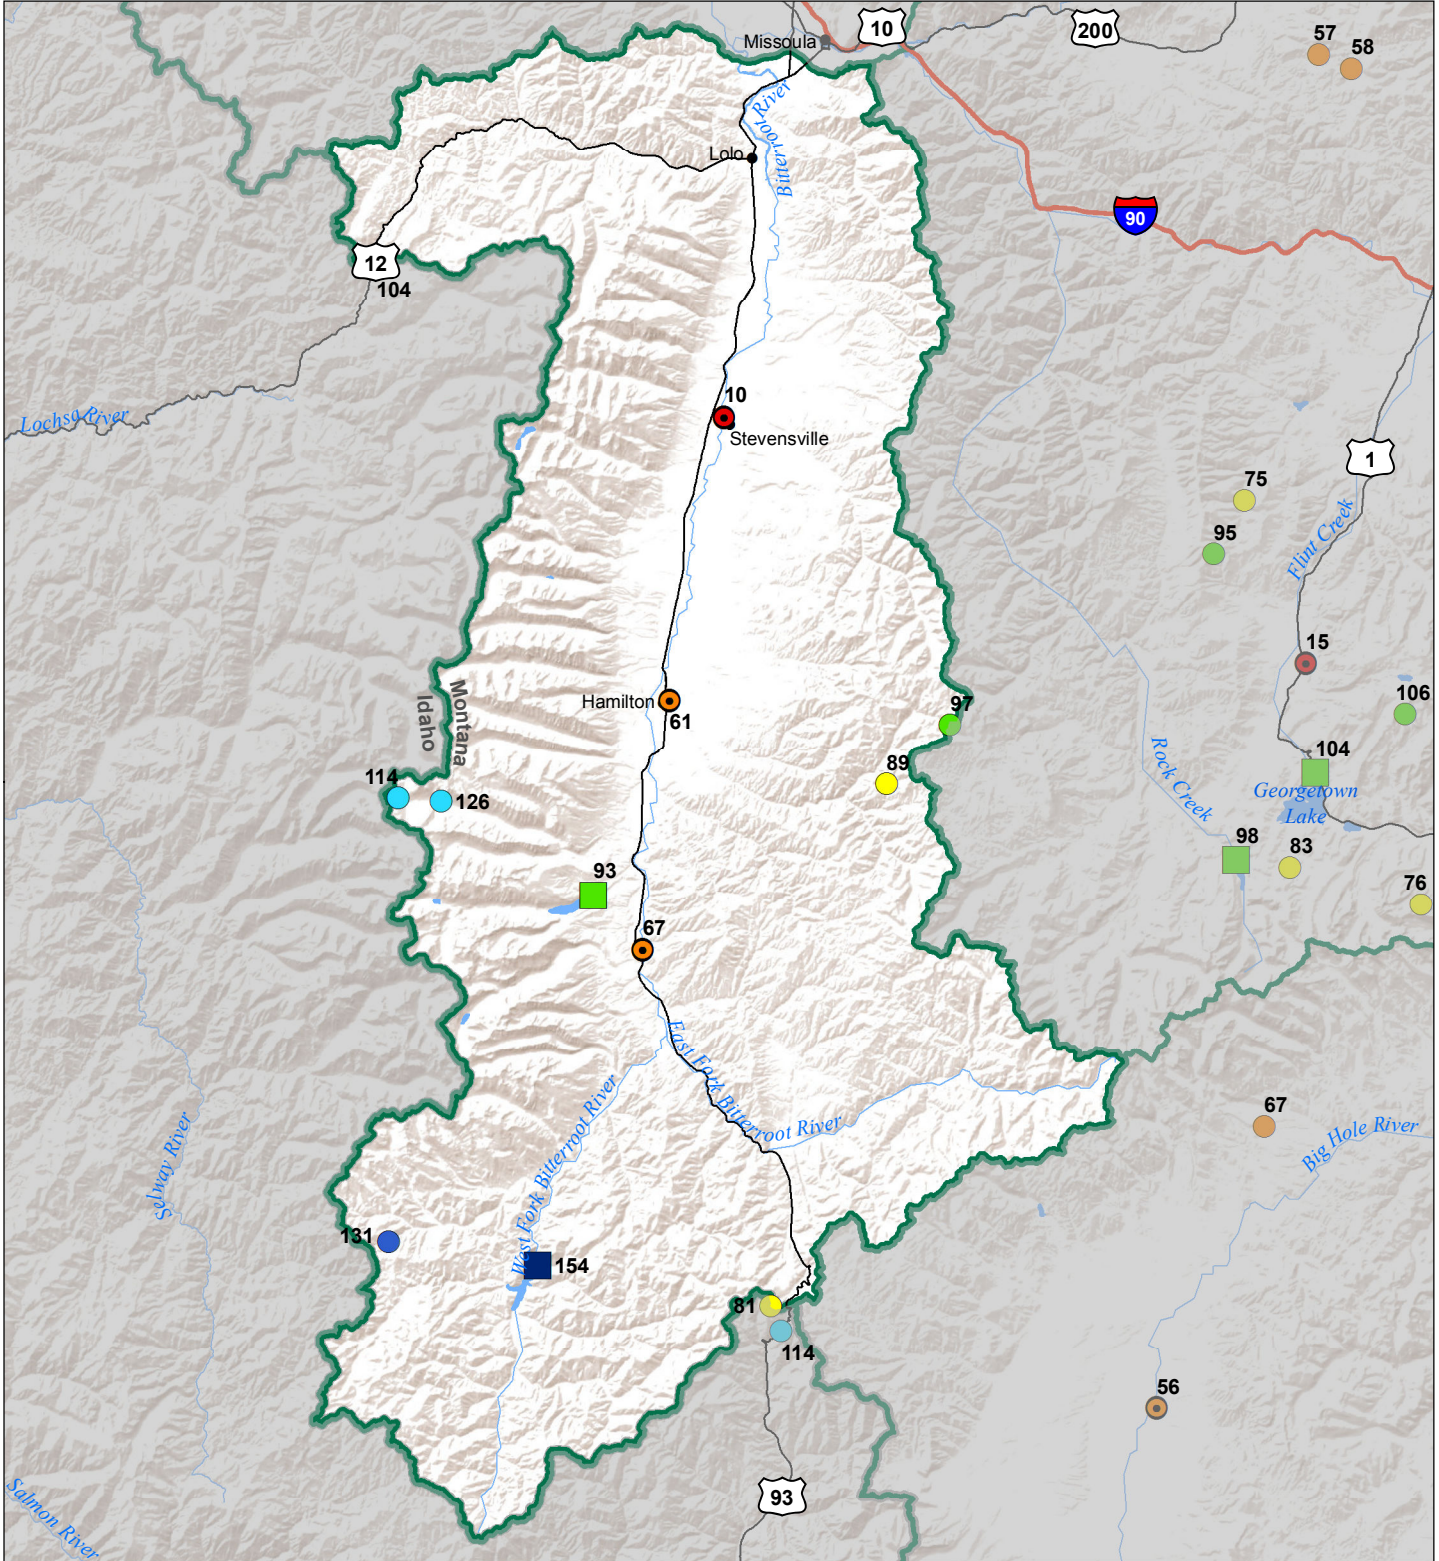 10
200
57
58
Missoula
Bitterroot River
Lolo
90
12
104
10
Lochsa River
Stevensville
1
75
95
Flint Creek
15
Montana
Idaho
Hamilton
61
97
106
Rock Creek
104
89
114
126
Georgetown
Lake
98
83
93
76
67
East Fork Bitterroot River
67
Big Hole River
West Fork Bitterroot River
Selway River
131
154
81
114
56
93
Salmon River